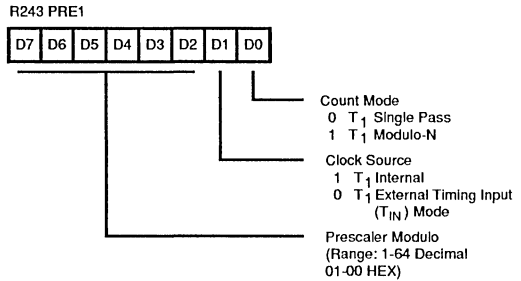 R243 PRE1
D7 D6 D5 D4 D3 D2 D1 D0
Count Mode
0 T1 Single Pass
1 T1 Modulo-N
Clock Source
1 T1 Internal
0 T1 External Timing Input
(TIN) Mode
Prescaler Modulo
(Range: 1-64 Decimal
01-00 HEX)